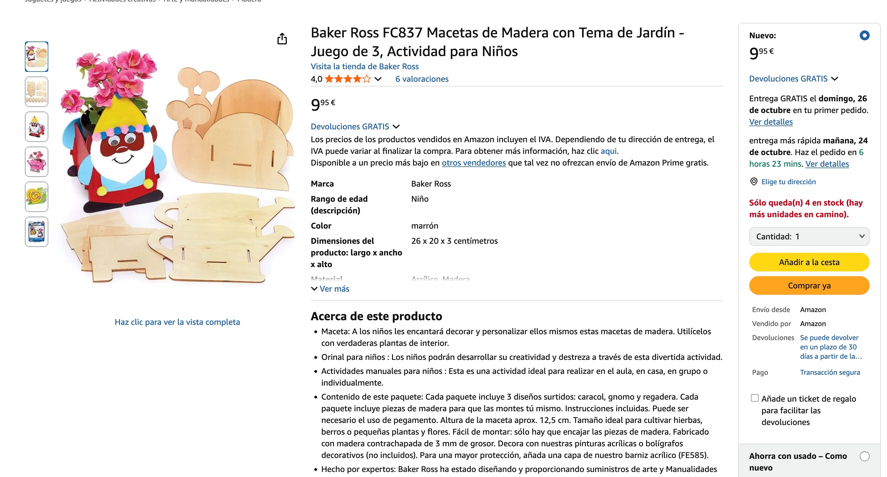 Baker Ross FC837 Macetas de Madera con Tema de Jardín -
Juego de 3, Actividad para Niños
Visita la tienda de Baker Ross
4,0 6 valoraciones
9,95 €
Devoluciones GRATIS
Los precios de los productos vendidos en Amazon incluyen el IVA. Dependiendo de tu dirección de entrega, el
IVA puede variar al finalizar la compra. Para obtener más información, haz clic aqui.
Disponible a un precio más bajo en otros vendedores que tal vez no ofrezcan envío de Amazon Prime gratis.
Marca Baker Ross
Rango de edad Niño
(descripción)
Color marrón
Dimensiones del 26 x 20 x 3 centímetros
producto: largo x ancho
x alto
Material Acrílico, Madera
Ver más
Haz clic para ver la vista completa
Acerca de este producto
Maceta: A los niños les encantará decorar y personalizar ellos mismos estas macetas de madera. Utilícelos
con verdaderas plantas de interior.
Orinal para niños : Los niños podrán desarrollar su creatividad y destreza a través de esta divertida actividad.
Actividades manuales para niños : Esta es una actividad ideal para realizar en el aula, en casa, en grupo o
individualmente.
Contenido de este paquete: Cada paquete incluye 3 diseños surtidos: caracol, gnomo y regadera. Cada
paquete incluye piezas de madera para que las montes tú mismo. Instrucciones incluidas. Puede ser
necesario el uso de pegamento. Altura de la maceta aprox. 12,5 cm. Tamaño ideal para cultivar hierbas,
berros o pequeñas plantas y flores. Fácil de montar: sólo hay que encajar las piezas de madera. Fabricado
con madera contrachapada de 3 mm de grosor. Decora con nuestras pinturas acrílicas o bolígrafos
decorativos (no incluidos). Para una mayor protección, añada una capa de nuestro barniz acrílico (FE585).
Hecho por expertos: Baker Ross ha estado diseñando y proporcionando suministros de arte y Manualidades
Nuevo:
9,95 €
Devoluciones GRATIS
Entrega GRATIS el domingo, 26
de octubre en tu primer pedido.
Ver detalles
entrega más rápida mañana, 24
de octubre. Haz el pedido en 6
horas 23 mins. Ver detalles
Elige tu dirección
Sólo queda(n) 4 en stock (hay
más unidades en camino).
Cantidad: 1
Añadir a la cesta
Comprar ya
Envío desde Amazon
Vendido por Amazon
Devoluciones Se puede devolver
en un plazo de 30
días a partir de la...
Pago Transacción segura
Añade un ticket de regalo
para facilitar las
devoluciones
Ahorra con usado – Como
nuevo